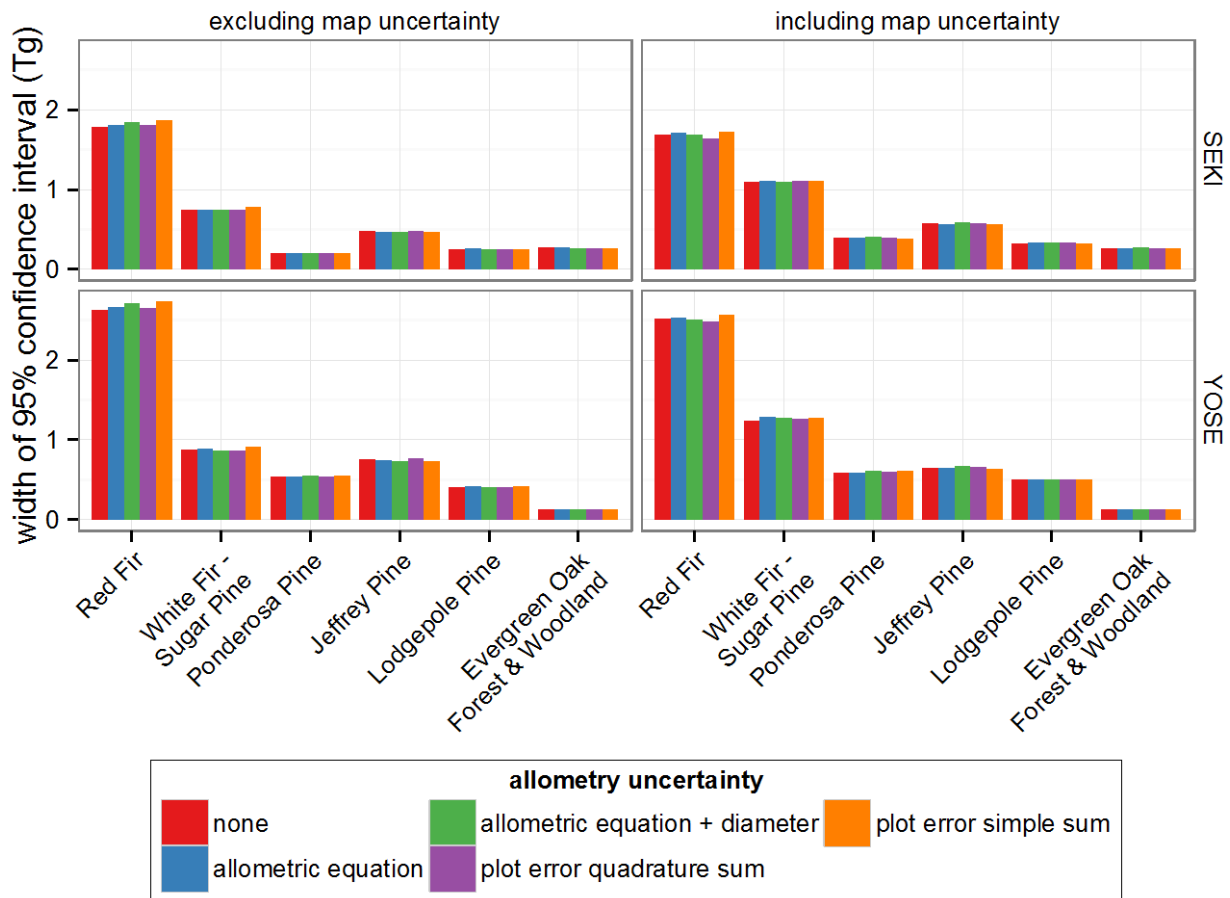 excluding map uncertainty
including map uncertainty
width of 95% confidence interval (Tg)
2
1
0
SEKI
2
1
0
YOSE
Red Fir
White Fir -
Sugar Pine
Ponderosa Pine
Jeffrey Pine
Lodgepole Pine
Evergreen Oak
Forest & Woodland
Red Fir
White Fir -
Sugar Pine
Ponderosa Pine
Jeffrey Pine
Lodgepole Pine
Evergreen Oak
Forest & Woodland
allometry uncertainty
none
allometric equation + diameter
plot error simple sum
allometric equation
plot error quadrature sum